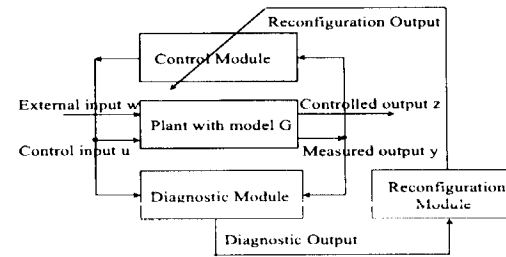 Reconfiguration Output
Control Module
External input w
Controlled output z
Plant with model G
Control input u
Measured output y
Diagnostic Module
Reconfiguration
Module
Diagnostic Output